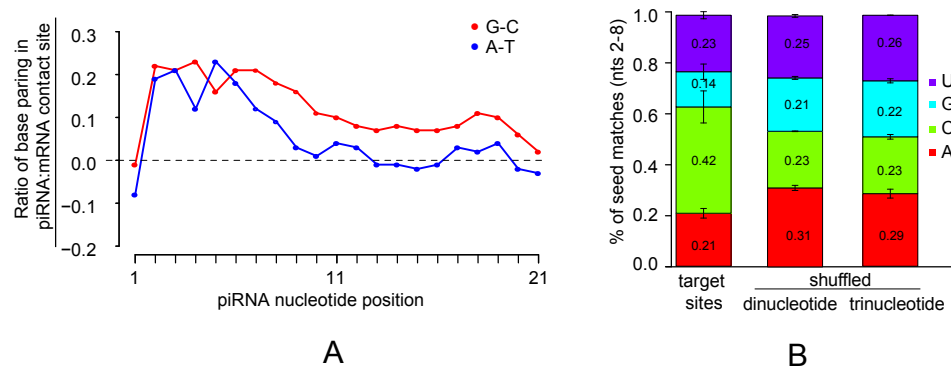 G-C
A-T
Ratio of base pairing in
piRNA:mRNA contact site
0.3
0.2
0.1
0.0
−0.1
−0.2
1
11
21
piRNA nucleotide position
A
% of seed matches (nts 2-8)
1.0
0.8
0.6
0.4
0.2
0.0
0.23
0.14
0.42
0.21
0.25
0.21
0.23
0.31
0.26
0.22
0.23
0.29
U
G
A
target
sites
shuffled
dinucleotide
trinucleotide
B